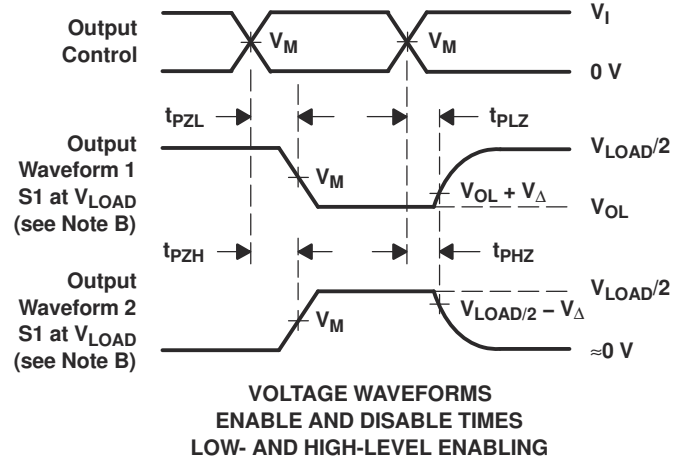 Output
Control
V_M
V_M
V_I
0 V
t_PZL
t_PLZ
Output
Waveform 1
S1 at V_LOAD
(see Note B)
V_M
V_OL + V_Δ
V_LOAD/2
V_OL
t_PZH
t_PHZ
Output
Waveform 2
S1 at V_LOAD
(see Note B)
V_M
V_LOAD/2 − V_Δ
V_LOAD/2
≈0 V
VOLTAGE WAVEFORMS
ENABLE AND DISABLE TIMES
LOW- AND HIGH-LEVEL ENABLING